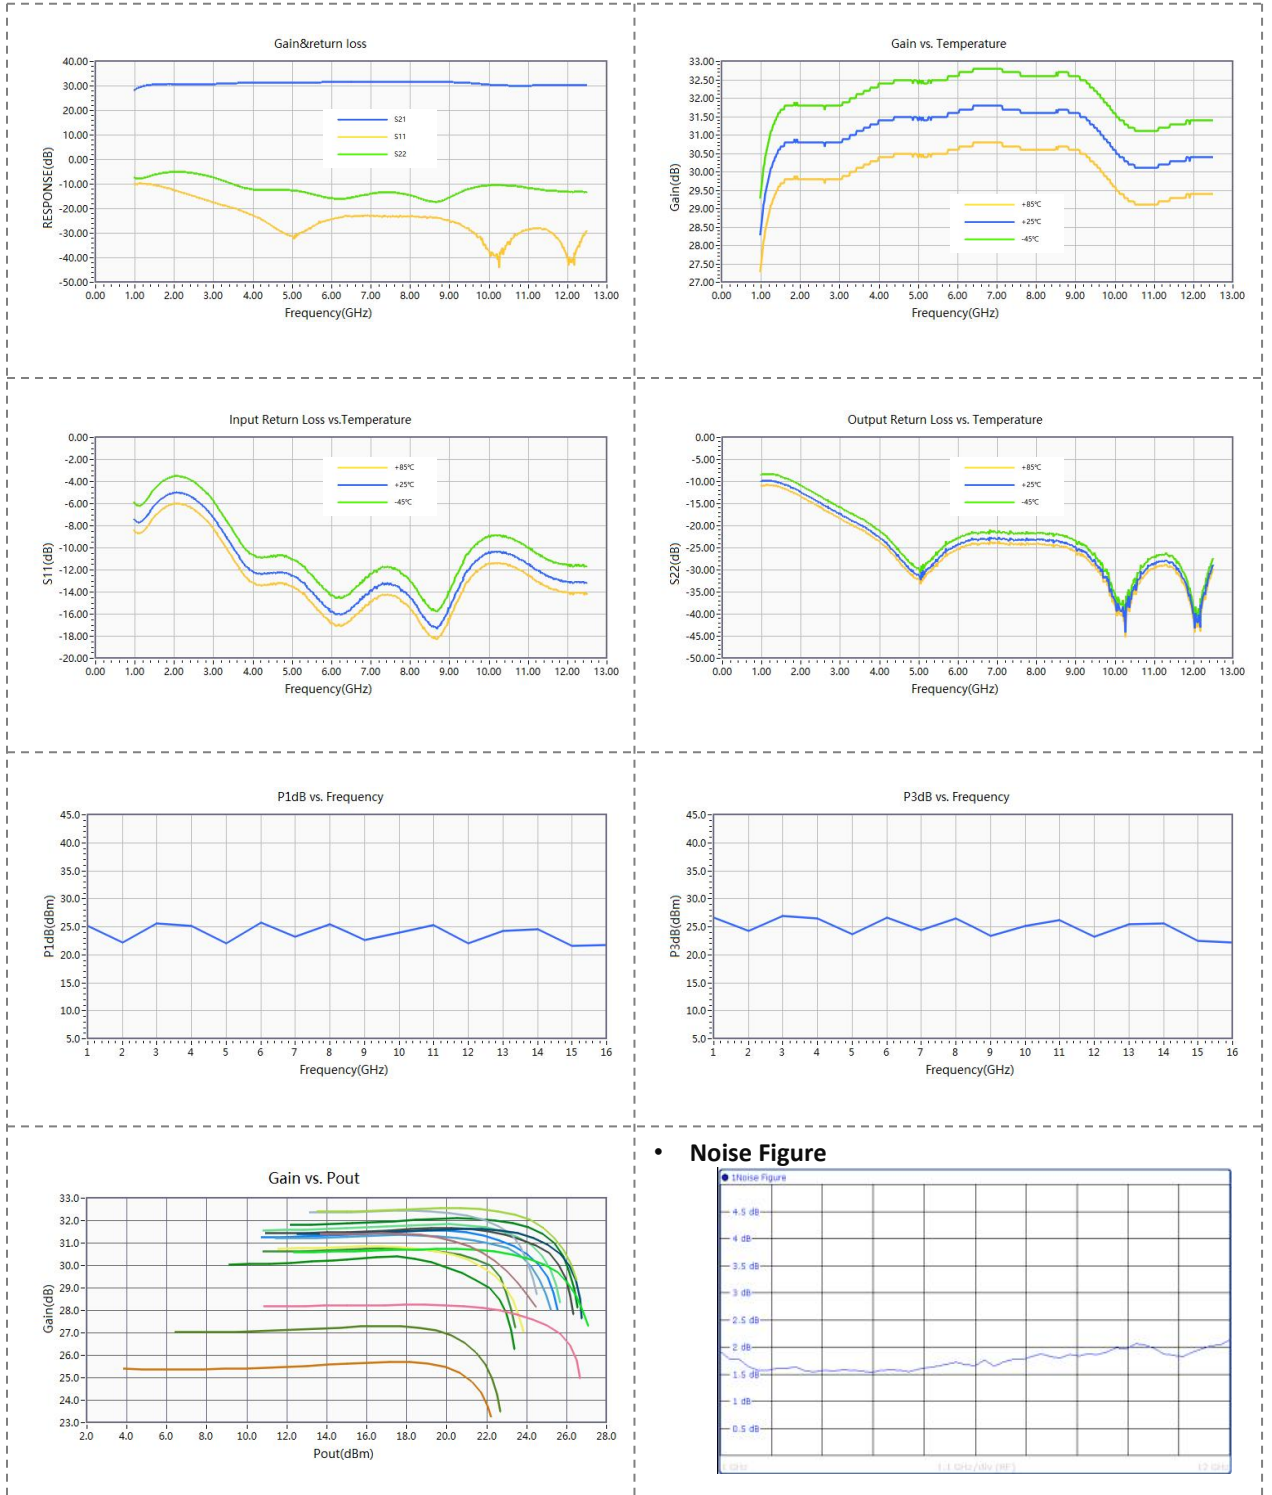 Gain&return loss
RESPONSE(dB)
40.00
30.00
20.00
10.00
0.00
-10.00
-20.00
-30.00
-40.00
-50.00
S21
S11
S22
0.00 1.00 2.00 3.00 4.00 5.00 6.00 7.00 8.00 9.00 10.00 11.00 12.00 13.00
Frequency(GHz)
Gain vs. Temperature
Gain(dB)
33.00
32.50
32.00
31.50
31.00
30.50
30.00
29.50
29.00
28.50
28.00
27.50
27.00
+85℃
+25℃
-45℃
0.00 1.00 2.00 3.00 4.00 5.00 6.00 7.00 8.00 9.00 10.00 11.00 12.00 13.00
Frequency(GHz)
Input Return Loss vs.Temperature
S11(dB)
0.00
-2.00
-4.00
-6.00
-8.00
-10.00
-12.00
-14.00
-16.00
-18.00
-20.00
+85℃
+25℃
-45℃
0.00 1.00 2.00 3.00 4.00 5.00 6.00 7.00 8.00 9.00 10.00 11.00 12.00 13.00
Frequency(GHz)
Output Return Loss vs. Temperature
S22(dB)
0.00
-5.00
-10.00
-15.00
-20.00
-25.00
-30.00
-35.00
-40.00
-45.00
-50.00
+85℃
+25℃
-45℃
0.00 1.00 2.00 3.00 4.00 5.00 6.00 7.00 8.00 9.00 10.00 11.00 12.00 13.00
Frequency(GHz)
P1dB vs. Frequency
P1dB(dBm)
45.0
40.0
35.0
30.0
25.0
20.0
15.0
10.0
5.0
1 2 3 4 5 6 7 8 9 10 11 12 13 14 15 16
Frequency(GHz)
P3dB vs. Frequency
P3dB(dBm)
45.0
40.0
35.0
30.0
25.0
20.0
15.0
10.0
5.0
1 2 3 4 5 6 7 8 9 10 11 12 13 14 15 16
Frequency(GHz)
Gain vs. Pout
Gain(dB)
33.0
32.0
31.0
30.0
28.0
27.0
26.0
25.0
24.0
23.0
2.0 4.0 6.0 8.0 10.0 12.0 14.0 16.0 18.0 20.0 22.0 24.0 26.0 28.0
Pout(dBm)
• Noise Figure
1Noise Figure
4.5 dB
4 dB
3.5 dB
3 dB
2.5 dB
2 dB
1.5 dB
1 dB
0.5 dB
1 GHz 1.1 GHz/div (RF) 12 GHz